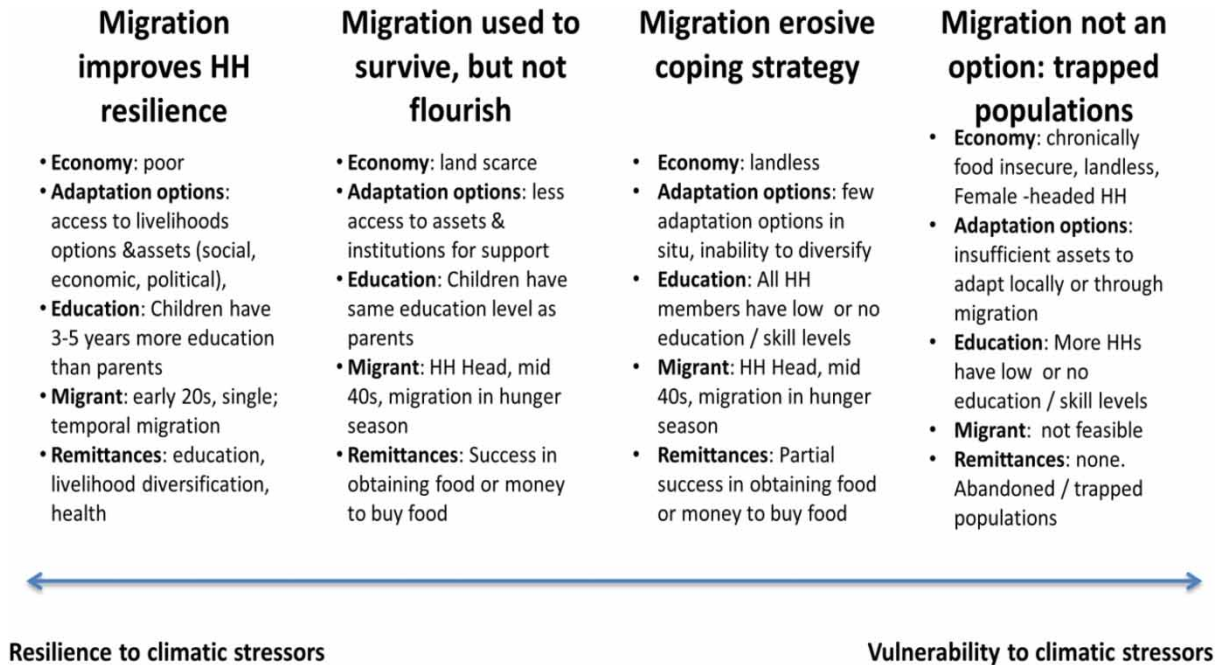 Migration
improves HH
resilience
• Economy: poor
• Adaptation options:
access to livelihoods
options &assets (social,
economic, political),
• Education: Children have
3-5 years more education
than parents
• Migrant: early 20s, single;
temporal migration
• Remittances: education,
livelihood diversification,
health
Migration used to
survive, but not
flourish
• Economy: land scarce
• Adaptation options: less
access to assets &
institutions for support
• Education: Children have
same education level as
parents
• Migrant: HH Head, mid
40s, migration in hunger
season
• Remittances: Success in
obtaining food or money
to buy food
Migration erosive
coping strategy
• Economy: landless
• Adaptation options: few
adaptation options in
situ, inability to diversify
• Education: All HH
members have low or no
education / skill levels
• Migrant: HH Head, mid
40s, migration in hunger
season
• Remittances: Partial
success in obtaining food
or money to buy food
Migration not an
option: trapped
populations
• Economy: chronically
food insecure, landless,
Female -headed HH
• Adaptation options:
insufficient assets to
adapt locally or through
migration
• Education: More HHs
have low or no
education / skill levels
• Migrant: not feasible
• Remittances: none.
Abandoned / trapped
populations
Resilience to climatic stressors
Vulnerability to climatic stressors